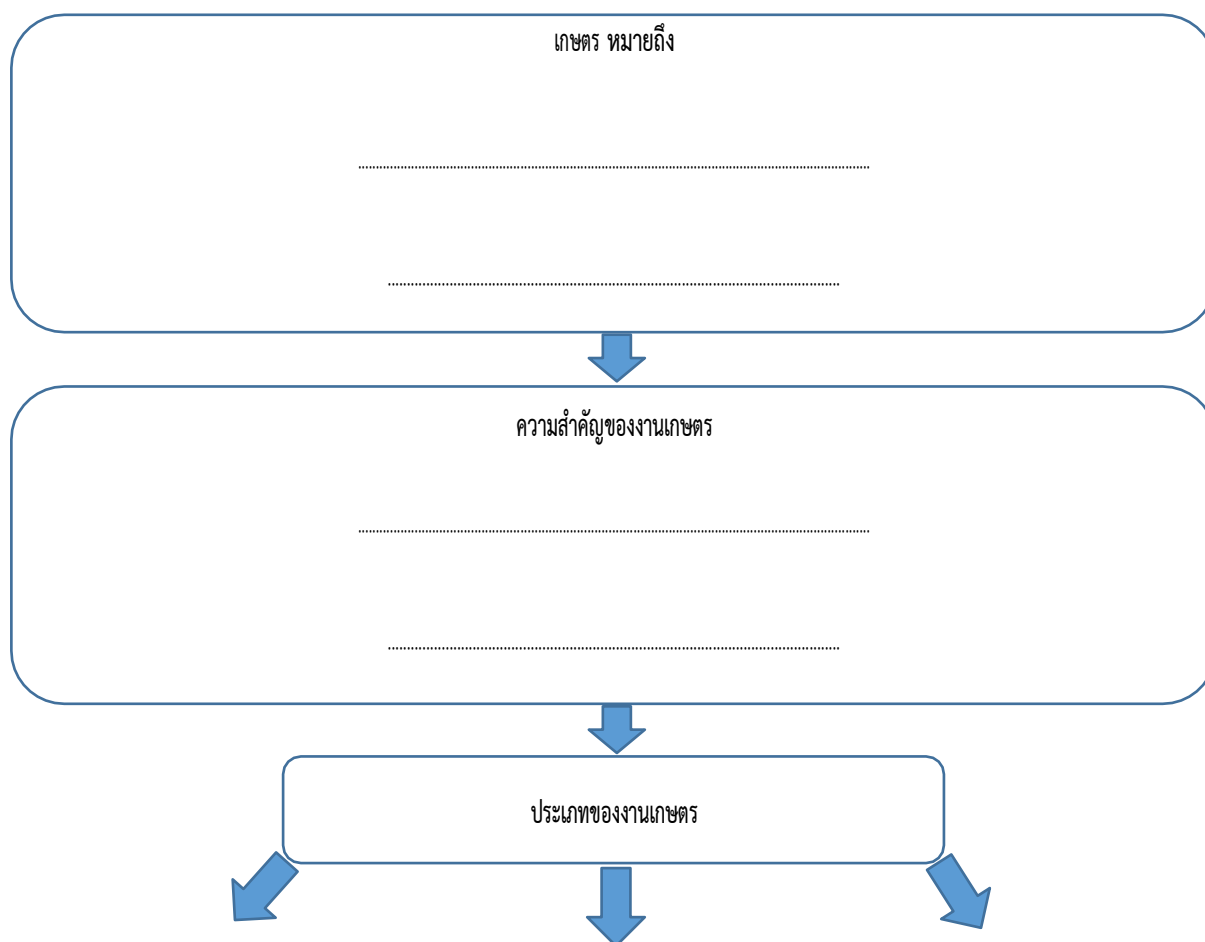 เกษตร หมายถึง
ความสำคัญของงานเกษตร
ประเภทของงานเกษตร